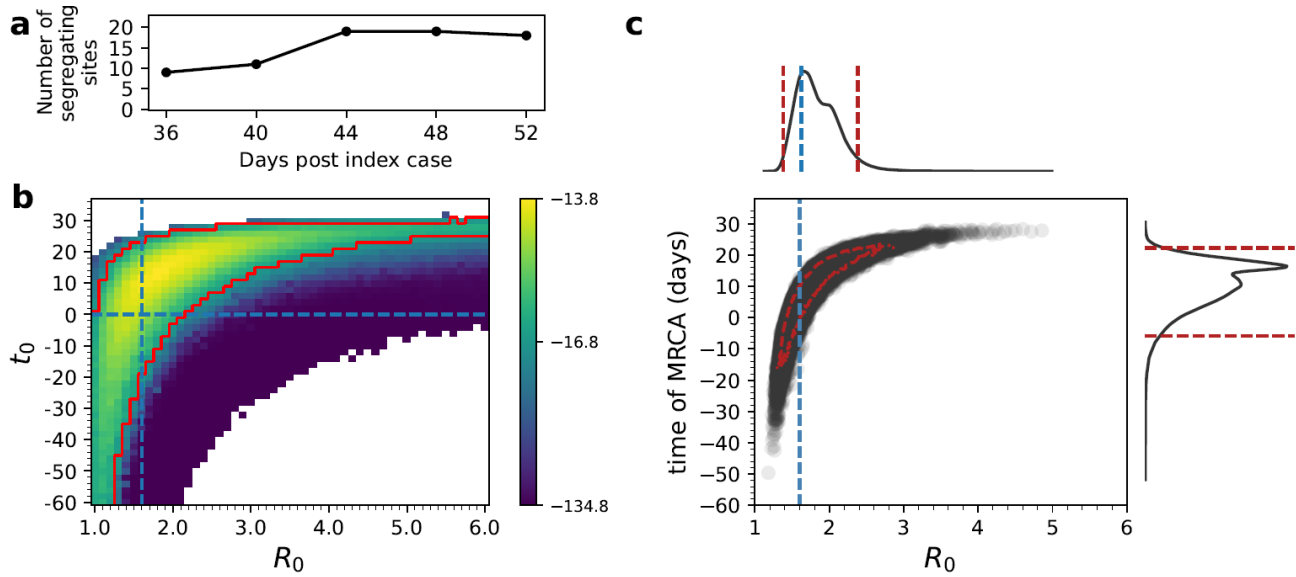 a
Number of
segregating
sites
20
15
10
5
0
36 40 44 48 52
Days post index case
b
t0
30
20
10
0
-10
-20
-30
-40
-50
-60
1.0 2.0 3.0 4.0 5.0 6.0
R0
−13.8
−16.8
−134.8
c
time of MRCA (days)
30
20
10
0
−10
−20
−30
−40
−50
−60
1 2 3 4 5 6
R0